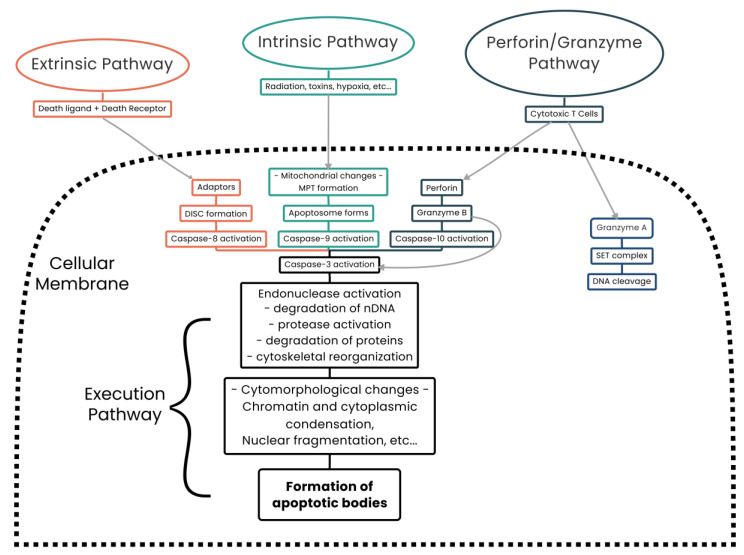 Extrinsic Pathway
Intrinsic Pathway
Perforin/Granzyme
Pathway
Death ligand + Death Receptor
Radiation, toxins, hypoxia, etc...
Cytotoxic T Cells
Adaptors
DISC formation
Caspase-8 activation
- Mitochondrial changes -
MPT formation
Apoptosome forms
Caspase-9 activation
Perforin
Granzyme B
Caspase-10 activation
Granzyme A
SET complex
DNA cleavage
Cellular
Membrane
Caspase-3 activation
Endonuclease activation
- degradation of nDNA
- protease activation
- degradation of proteins
- cytoskeletal reorganization
Execution
Pathway
- Cytomorphological changes -
Chromatin and cytoplasmic
condensation,
Nuclear fragmentation, etc...
Formation of
apoptotic bodies